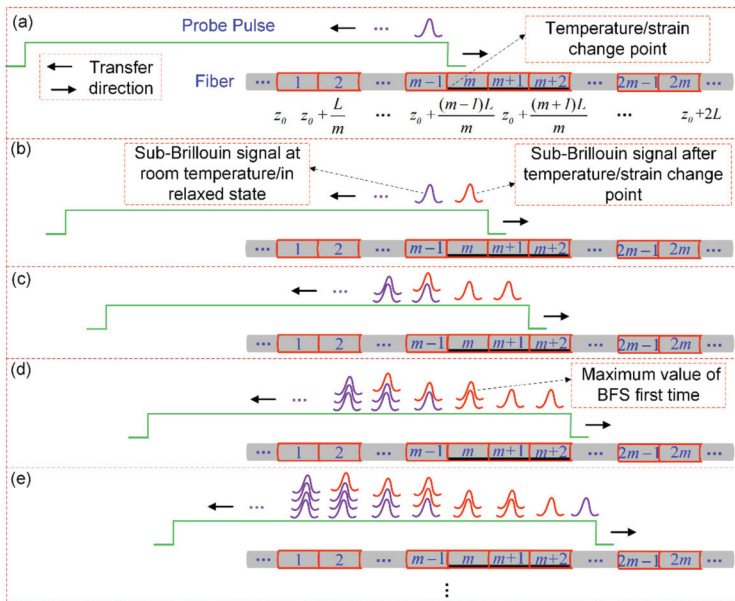 (a)
Probe Pulse
...
Temperature/strain
change point
Transfer
direction
Fiber
... 1 2 ... m−1 m m+1 m+2 ... 2m−1 2m ...
z₀ z₀+L/m ... z₀+(m−1)L/m z₀+(m+1)L/m ... z₀+2L
(b)
Sub-Brillouin signal at
room temperature/in
relaxed state
...
Sub-Brillouin signal after
temperature/strain change
point
... 1 2 ... m−1 m m+1 m+2 ... 2m−1 2m ...
(c)
...
... 1 2 ... m−1 m m+1 m+2 ... 2m−1 2m ...
(d)
...
Maximum value of
BFS first time
... 1 2 ... m−1 m m+1 m+2 ... 2m−1 2m ...
(e)
...
... 1 2 ... m−1 m m+1 m+2 ... 2m−1 2m ...
⋮